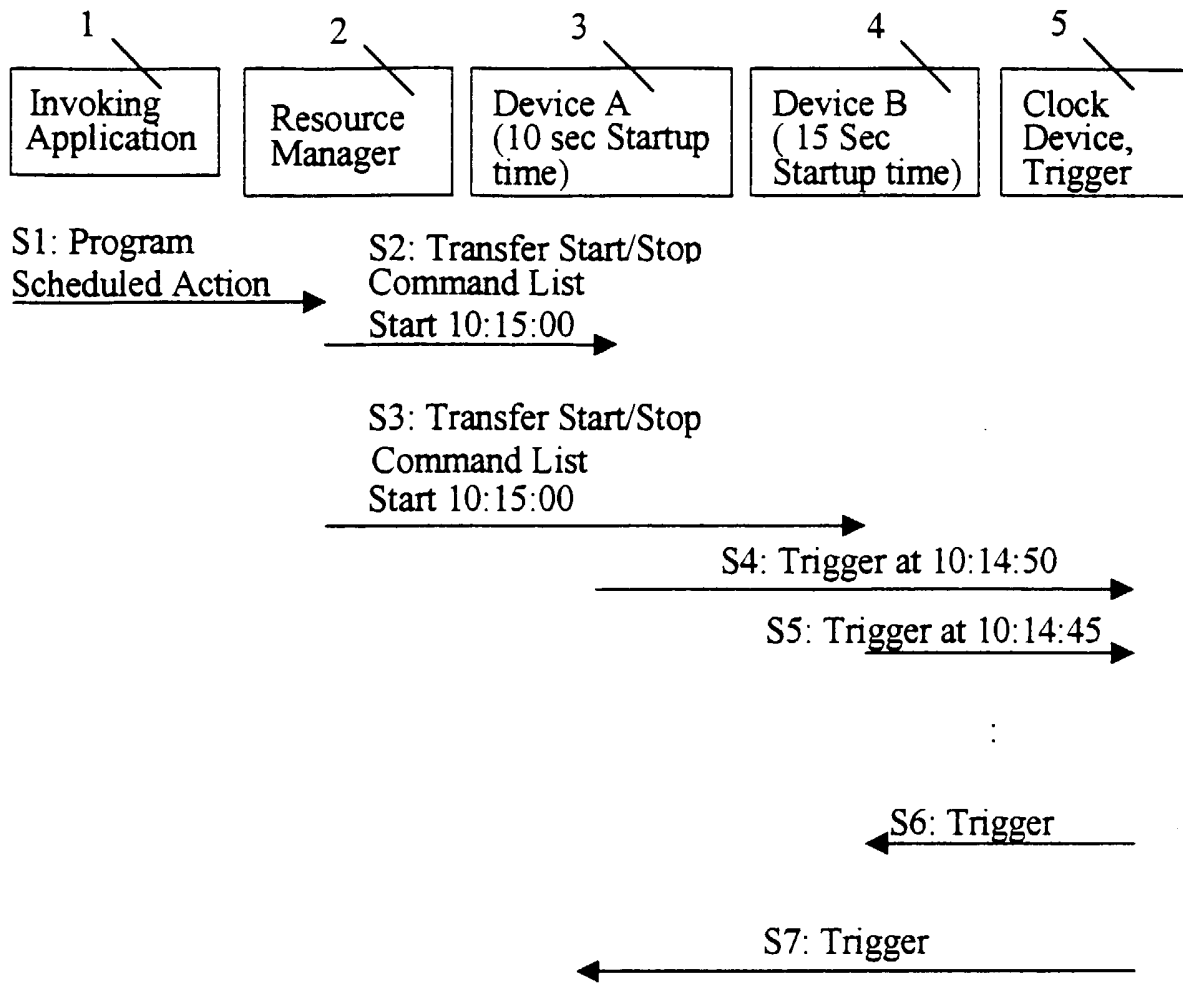 1
2
3
4
5
Invoking
Application
Resource
Manager
Device A
(10 sec Startup
time)
Device B
( 15 Sec
Startup time)
Clock
Device,
Trigger
S1: Program
Scheduled Action
S2: Transfer Start/Stop
Command List
Start 10:15:00
S3: Transfer Start/Stop
Command List
Start 10:15:00
S4: Trigger at 10:14:50
S5: Trigger at 10:14:45
:
S6: Trigger
S7: Trigger